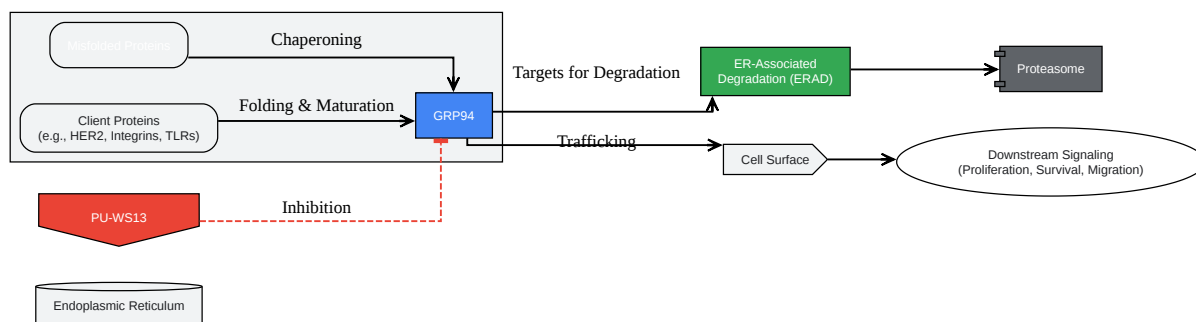 Misfolded Proteins
Chaperoning
Targets for Degradation
ER-Associated
Degradation (ERAD)
Proteasome
Client Proteins
(e.g., HER2, Integrins, TLRs)
Folding & Maturation
GRP94
Trafficking
Cell Surface
Downstream Signaling
(Proliferation, Survival, Migration)
PU-WS13
Inhibition
Endoplasmic Reticulum